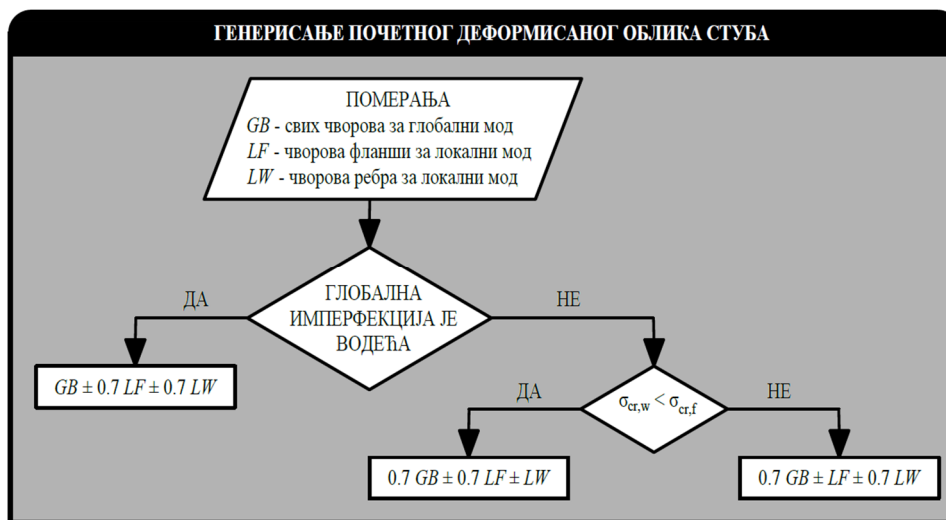 ГЕНЕРИСАЊЕ ПОЧЕТНОГ ДЕФОРМИСАНОГ ОБЛИКА СТУБА
ПОМЕРАЊА
GB - свих чворова за глобални мод
LF - чворова фланши за локални мод
LW - чворова ребра за локални мод
ДА
ГЛОБАЛНА
ИМПЕРФЕКЦИЈА ЈЕ
ВОДЕЋА
НЕ
GB ± 0.7 LF ± 0.7 LW
ДА
σcr,w < σcr,f
НЕ
0.7 GB ± 0.7 LF ± LW
0.7 GB ± LF ± 0.7 LW